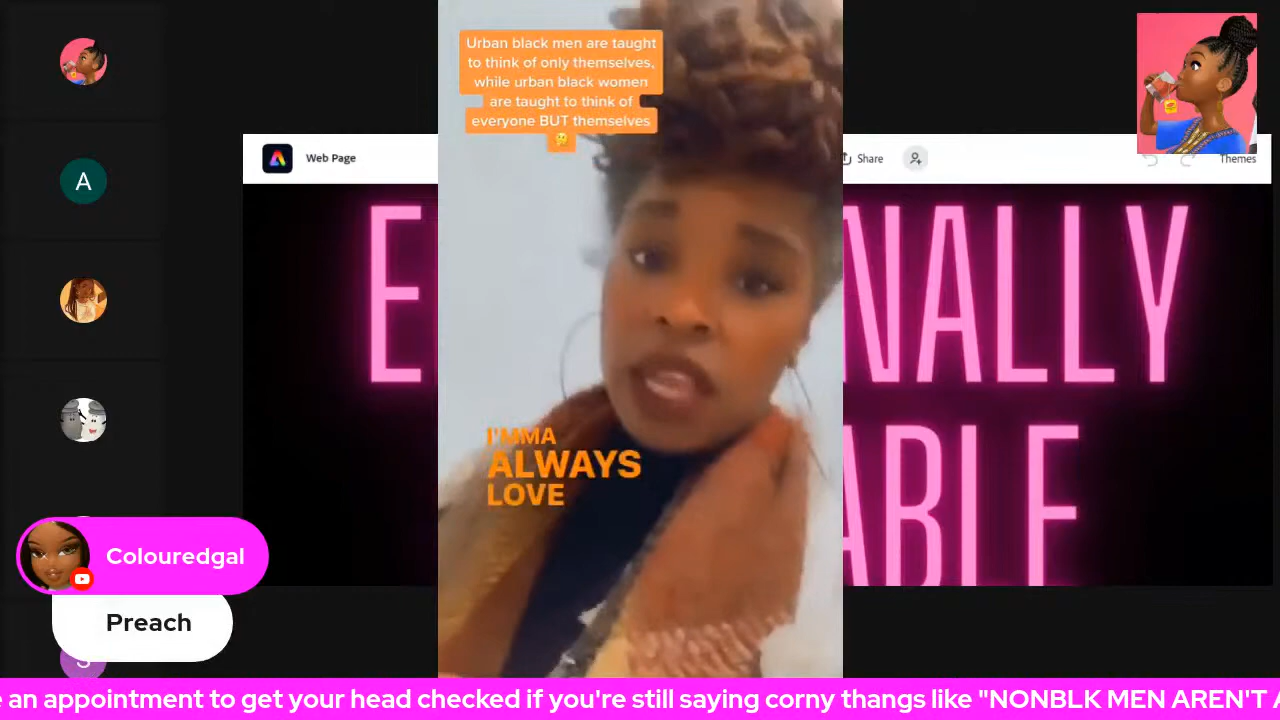 Urban black men are taught
to think of only themselves,
while urban black women
are taught to think of
everyone BUT themselves
🤔
Web Page
Share
Themes
A
NALLY
ABLE
I'MMA
ALWAYS
LOVE
Colouredgal
Preach
an appointment to get your head checked if you're still saying corny thangs like "NONBLK MEN AREN'T